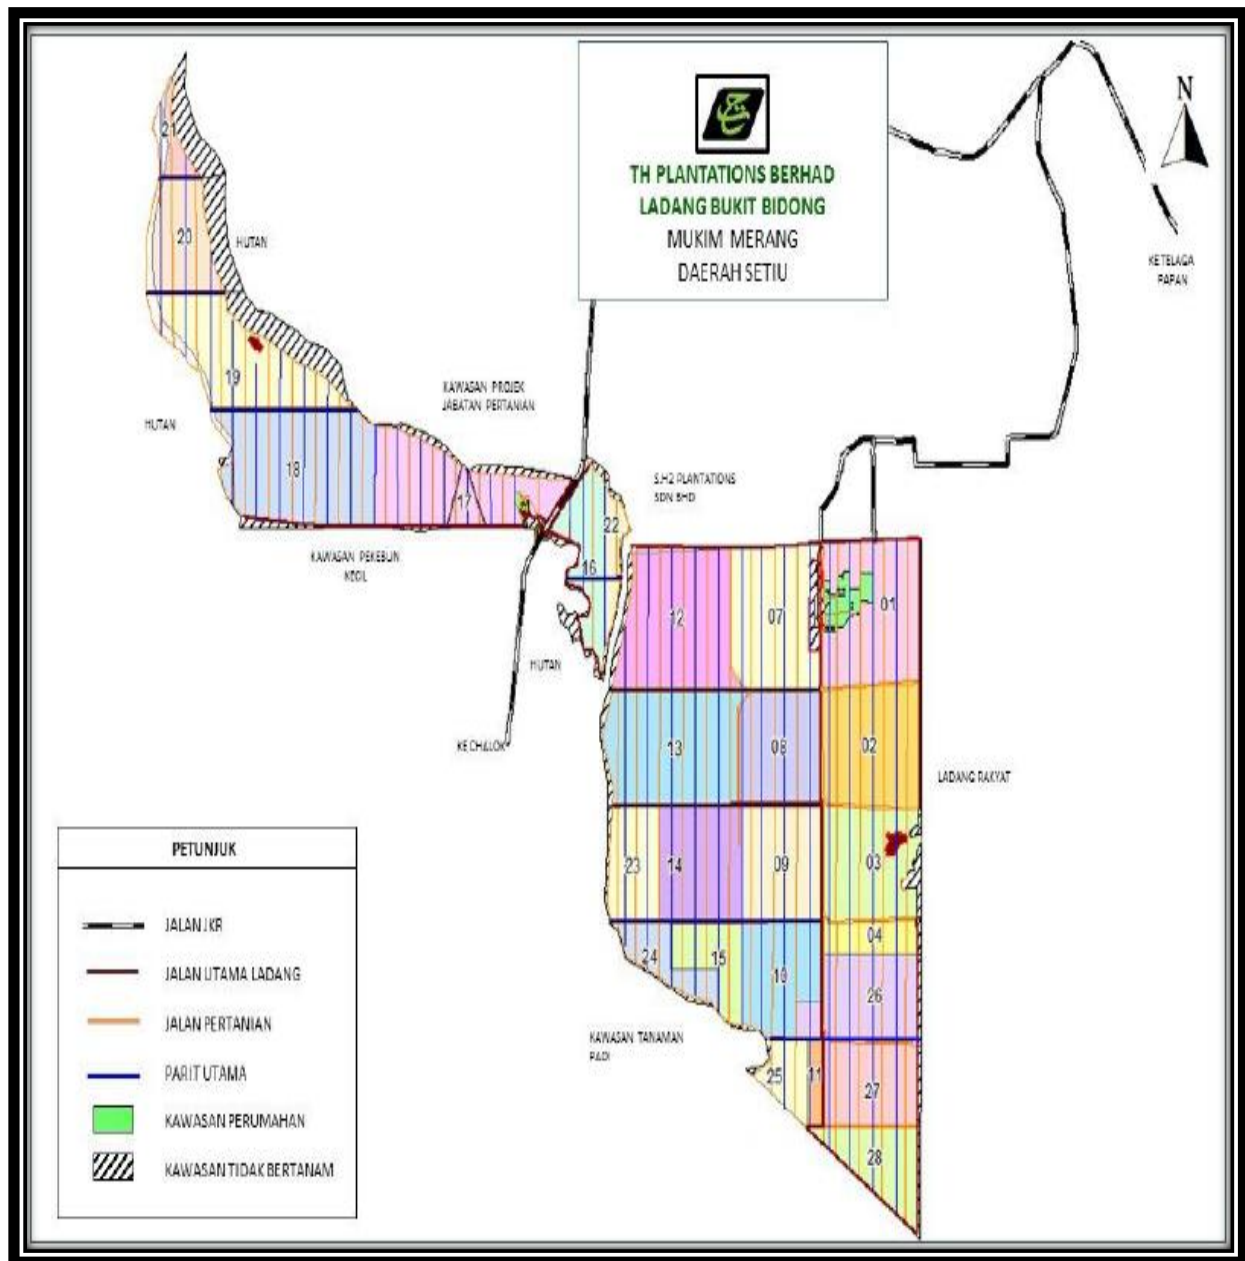 TH PLANTATIONS BERHAD
LADANG BUKIT BIDONG
MUKIM MERANG
DAERAH SETIU
N
KE TELAGA
PAPAN
21
20
HUTAN
19
HUTAN
18
KAWASAN PROJEK
JABATAN PERTANIAN
17
KAWASAN PEKEBUN
KECIL
S.H2 PLANTATIONS
SDN BHD
22
16
HUTAN
KE CHALOK
12
07
01
13
08
02
LADANG RAKYAT
23
14
09
03
04
24
15
10
26
KAWASAN TANAMAN
PADI
25
11
27
28
PETUNJUK
JALAN JKR
JALAN UTAMA LADANG
JALAN PERTANIAN
PARIT UTAMA
KAWASAN PERUMAHAN
KAWASAN TIDAK BERTANAM